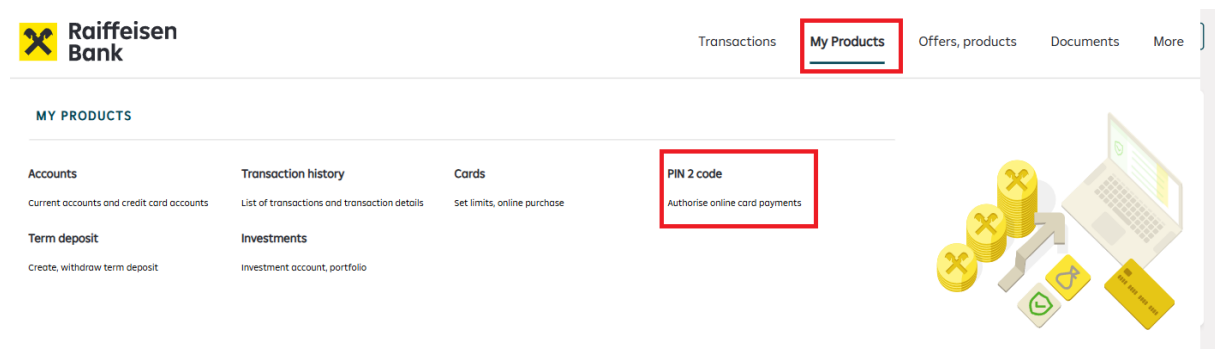 Raiffeisen
Bank
Transactions
My Products
Offers, products
Documents
More
MY PRODUCTS
Accounts
Transaction history
Cards
PIN 2 code
Current accounts and credit card accounts
List of transactions and transaction details
Set limits, online purchase
Authorise online card payments
Term deposit
Investments
Create, withdraw term deposit
Investment account, portfolio